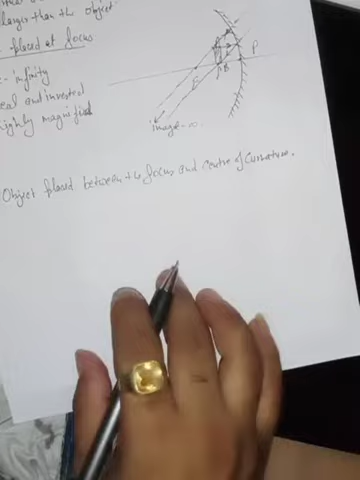 larger than the object
placed at focus
:- infinity
real and inverted
highly magnified
P
B
image - ∞
Object placed between the focus and centre of curvature.